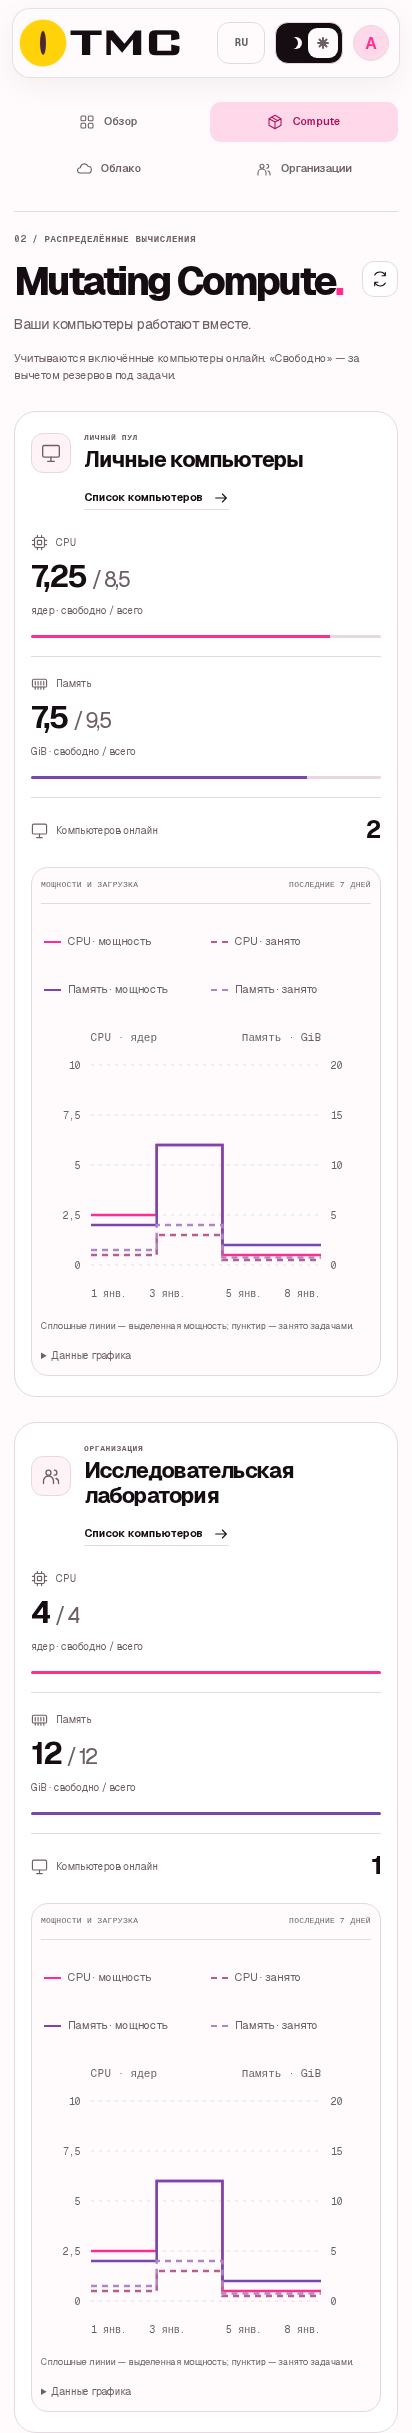 TMC
RU
A
Обзор
Compute
Облако
Организации
02 / РАСПРЕДЕЛЁННЫЕ ВЫЧИСЛЕНИЯ
Mutating Compute.
Ваши компьютеры работают вместе.
Учитываются включённые компьютеры онлайн. «Свободно» — за
вычетом резервов под задачи.
ЛИЧНЫЙ ПУЛ
Личные компьютеры
Список компьютеров →
CPU
7,25 / 8,5
ядер · свободно / всего
Память
7,5 / 9,5
GiB · свободно / всего
Компьютеров онлайн 2
МОЩНОСТИ И ЗАГРУЗКА ПОСЛЕДНИЕ 7 ДНЕЙ
CPU · мощность CPU · занято
Память · мощность Память · занято
CPU · ядер Память · GiB
10 20
7,5 15
5 10
2,5 5
0 0
1 янв. 3 янв. 5 янв. 8 янв.
Сплошные линии — выделенная мощность; пунктир — занято задачами.
▶ Данные графика
ОРГАНИЗАЦИЯ
Исследовательская
лаборатория
Список компьютеров →
CPU
4 / 4
ядер · свободно / всего
Память
12 / 12
GiB · свободно / всего
Компьютеров онлайн 1
МОЩНОСТИ И ЗАГРУЗКА ПОСЛЕДНИЕ 7 ДНЕЙ
CPU · мощность CPU · занято
Память · мощность Память · занято
CPU · ядер Память · GiB
10 20
7,5 15
5 10
2,5 5
0 0
1 янв. 3 янв. 5 янв. 8 янв.
Сплошные линии — выделенная мощность; пунктир — занято задачами.
▶ Данные графика